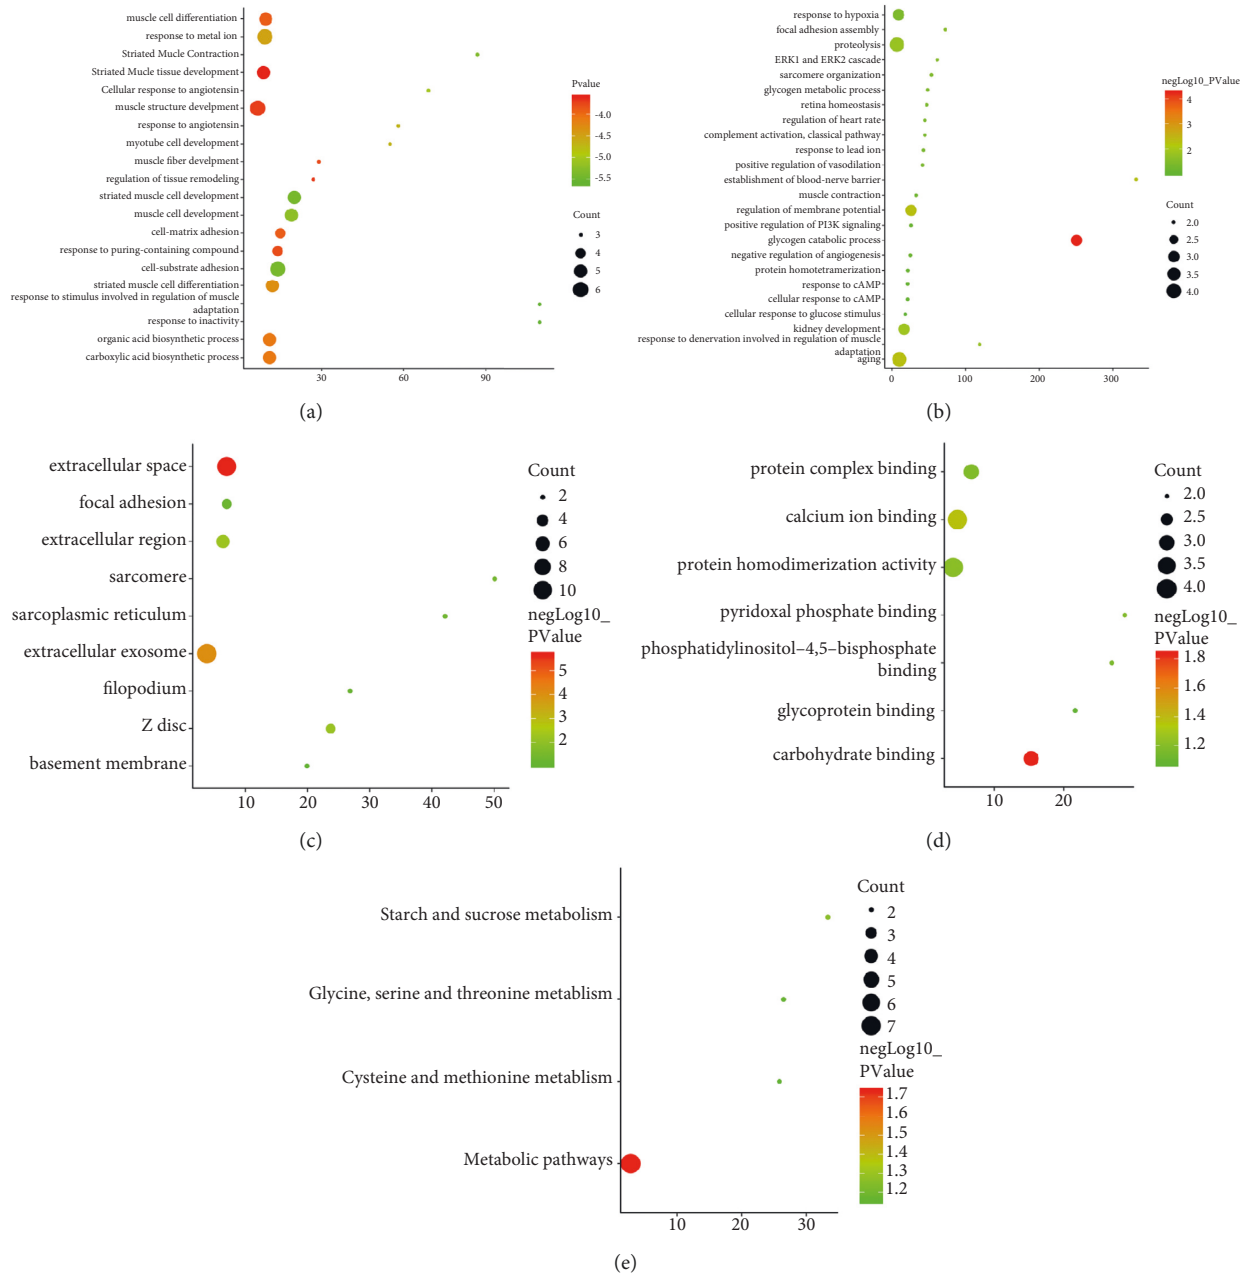 muscle cell differentiation
response to metal ion
Striated Mucle Contraction
Striated Mucle tissue development
Cellular response to angiotensin
muscle structure develpment
response to angiotensin
myotube cell development
muscle fiber develpment
regulation of tissue remodeling
striated muscle cell development
muscle cell development
cell-matrix adhesion
response to puring-containing compound
cell-substrate adhesion
striated muscle cell differentiation
response to stimulus involved in regulation of muscle
adaptation
response to inactivity
organic acid biosynthetic process
carboxylic acid biosynthetic process
30 60 90
Pvalue
-4.0
-4.5
-5.0
-5.5
Count
3
4
5
6
(a)
response to hypoxia
focal adhesion assembly
proteolysis
ERK1 and ERK2 cascade
sarcomere organization
glycogen metabolic process
retina homeostasis
regulation of heart rate
complement activation, classical pathway
response to lead ion
positive regulation of vasodilation
establishment of blood-nerve barrier
muscle contraction
regulation of membrane potential
positive regulation of PI3K signaling
glycogen catabolic process
negative regulation of angiogenesis
protein homotetramerization
response to cAMP
cellular response to cAMP
cellular response to glucose stimulus
kidney development
response to denervation involved in regulation of muscle
adaptation
aging
0 100 200 300
negLog10_PValue
4
3
2
Count
2.0
2.5
3.0
3.5
4.0
(b)
extracellular space
focal adhesion
extracellular region
sarcomere
sarcoplasmic reticulum
extracellular exosome
filopodium
Z disc
basement membrane
10 20 30 40 50
Count
2
4
6
8
10
negLog10_
PValue
5
4
3
2
(c)
protein complex binding
calcium ion binding
protein homodimerization activity
pyridoxal phosphate binding
phosphatidylinositol–4,5–bisphosphate
binding
glycoprotein binding
carbohydrate binding
10 20
Count
2.0
2.5
3.0
3.5
4.0
negLog10_
PValue
1.8
1.6
1.4
1.2
(d)
Starch and sucrose metabolism
Glycine, serine and threonine metablism
Cysteine and methionine metablism
Metabolic pathways
10 20 30
Count
2
3
4
5
6
7
negLog10_
PValue
1.7
1.6
1.5
1.4
1.3
1.2
(e)